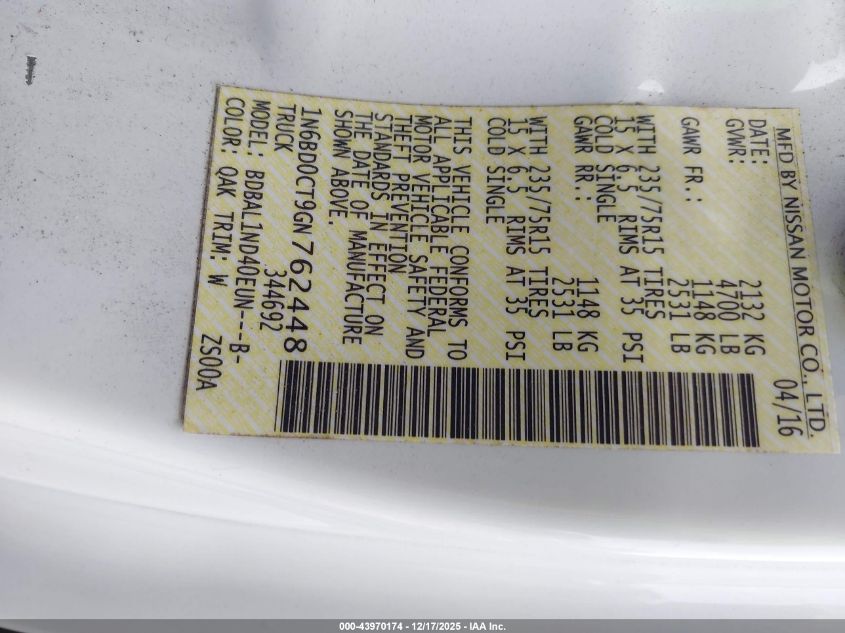 MFD BY NISSAN MOTOR CO., LTD.
DATE: 04/16
GVWR: 2132 KG
4700 LB
GAWR FR.: 1148 KG
2531 LB
WITH 235//75R15 TIRES
15 X 6.5 RIMS AT 35 PSI
COLD SINGLE
GAWR RR.: 1148 KG
2531 LB
WITH 235//75R15 TIRES
15 X 6.5 RIMS AT 35 PSI
COLD SINGLE
THIS VEHICLE CONFORMS TO
ALL APPLICABLE FEDERAL
MOTOR VEHICLE SAFETY AND
THEFT PREVENTION
STANDARDS IN EFFECT ON
THE DATE OF MANUFACTURE
SHOWN ABOVE.
1N6BD0CT9GN762448
TRUCK 344692
MODEL: BDBAL1ND40EUN---B-
COLOR: QAK TRIM: W
ZS00A
000-43970174 - 12/17/2025 - IAA Inc.